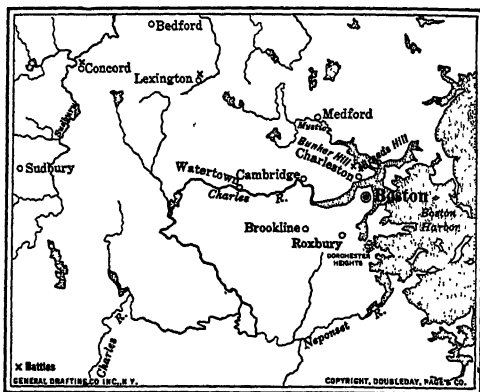 Bedford
Concord
Lexington
Sudbury
Medford
Mystic
Bunker Hill
Breeds Hill
Charleston
Sudbury
Watertown
Cambridge
Charles
R.
Boston
Boston
Harbor
Brookline
Roxbury
DORCHESTER
HEIGHTS
Neponset
R.
Charles
R.
x Battles
GENERAL DRAFTING CO INC., N.Y.
COPYRIGHT, DOUBLEDAY, PAGE & CO.